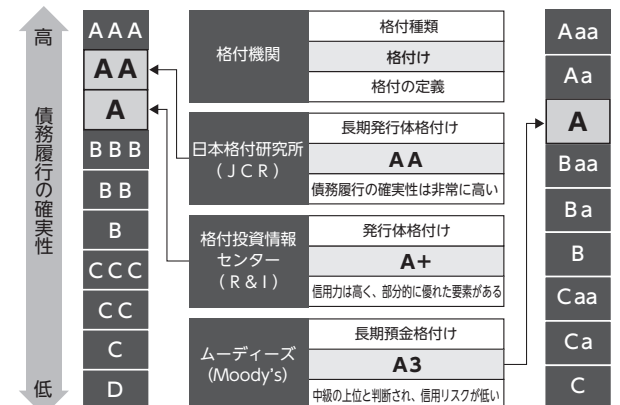 高
債務履行の確実性
低
AAA
AA
A
BBB
BB
B
CCC
CC
C
D
格付機関
格付種類
格付け
格付の定義
日本格付研究所
(JCR)
長期発行体格付け
AA
債務履行の確実性は非常に高い
格付投資情報
センター
(R&I)
発行体格付け
A+
信用力は高く、部分的に優れた要素がある
ムーディーズ
(Moody's)
長期預金格付け
A3
中級の上位と判断され、信用リスクが低い
Aaa
Aa
A
Baa
Ba
B
Caa
Ca
C